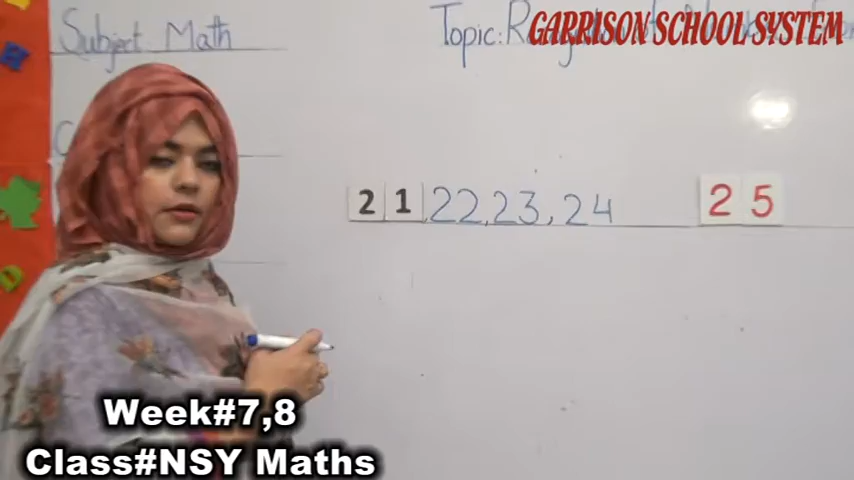 Subject Math
Topic:
GARRISON SCHOOL SYSTEM
21,22,23,24 25
Week#7,8
Class#NSY Maths